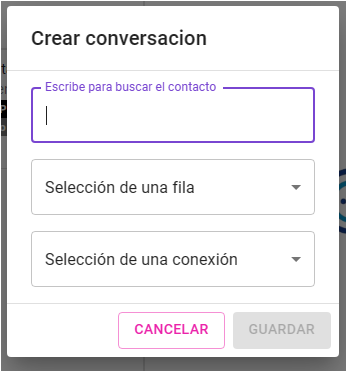 Crear conversacion
Escribe para buscar el contacto
Selección de una fila
Selección de una conexión
CANCELAR
GUARDAR